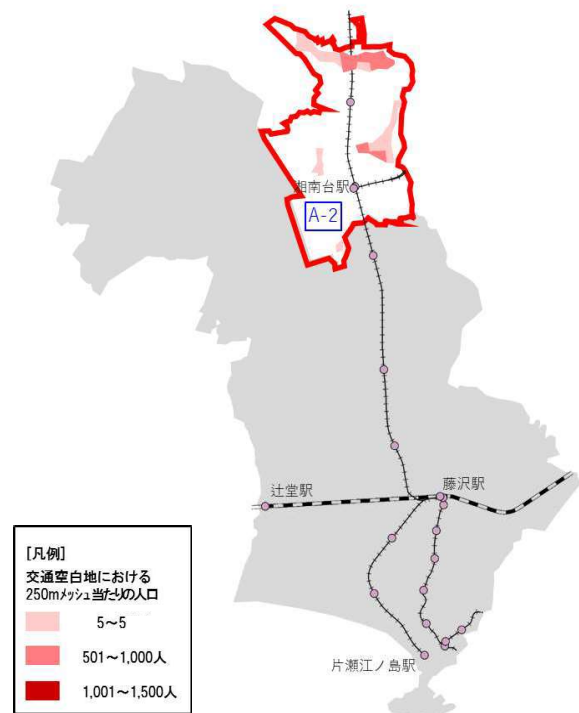 相南台駅
A-2
辻堂駅
藤沢駅
片瀬江ノ島駅
[凡例]
交通空白地における
250mメッシュ当たりの人口
5～5
501～1,000人
1,001～1,500人